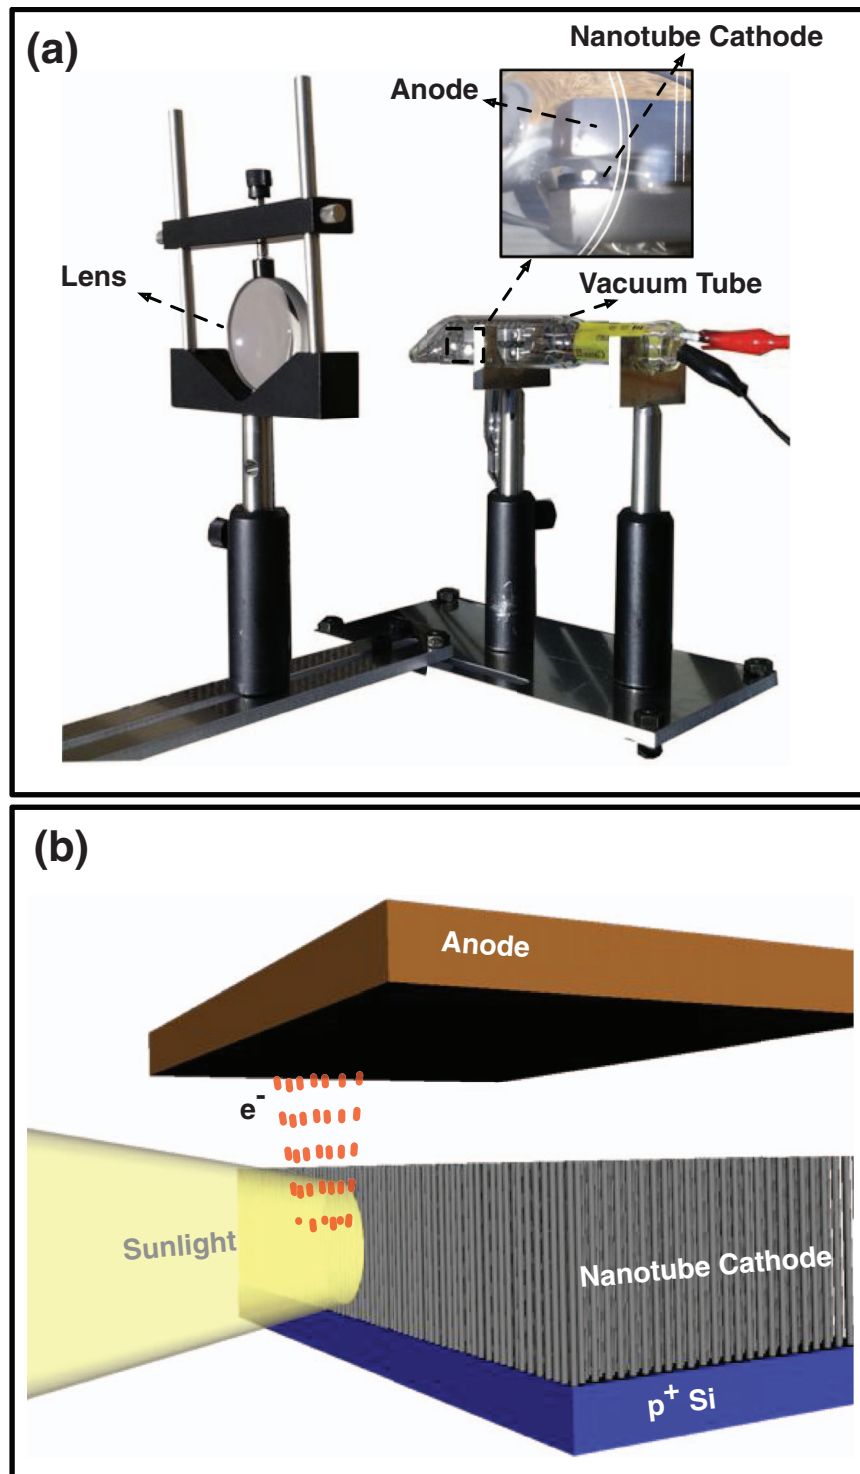 (a)
Nanotube Cathode
Anode
Lens
Vacuum Tube
(b)
Anode
e-
Sunlight
Nanotube Cathode
p+ Si